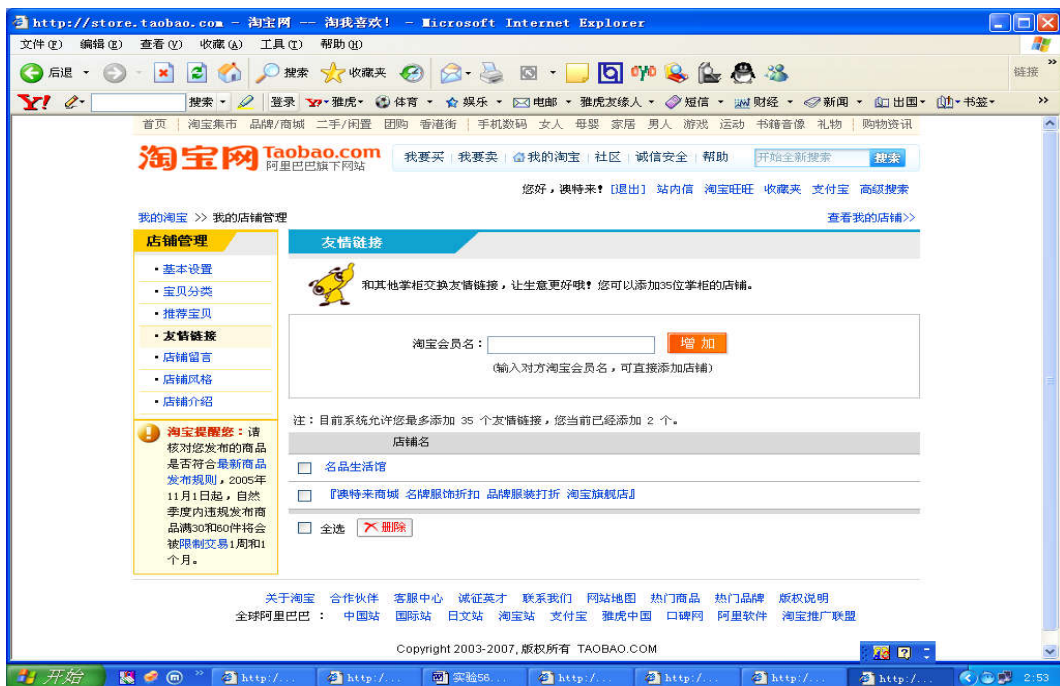 http://store.taobao.com - 淘宝网 -- 淘我喜欢! - Microsoft Internet Explorer
文件(F) 编辑(E) 查看(V) 收藏(A) 工具(T) 帮助(H)
后退 搜索 收藏夹 链接 »
Y! 搜索 登录 雅虎 体育 娱乐 电邮 雅虎友缘人 短信 财经 新闻 出国 书签 »
首页 | 淘宝集市 品牌/商城 二手/闲置 团购 香港街 | 手机数码 女人 母婴 家居 男人 游戏 运动 书籍音像 礼物 | 购物资讯
淘宝网 Taobao.com 阿里巴巴旗下网站
我要买 | 我要卖 | 我的淘宝 | 社区 | 诚信安全 | 帮助 开始全新搜索 搜索
您好，澳特来! [退出] 站内信 淘宝旺旺 收藏夹 支付宝 高级搜索
我的淘宝 >> 我的店铺管理 查看我的店铺>>
店铺管理
· 基本设置
· 宝贝分类
· 推荐宝贝
· 友情链接
· 店铺留言
· 店铺风格
· 店铺介绍
淘宝提醒您：请
核对您发布的商品
是否符合最新商品
发布规则，2005年
11月1日起，自然
季度内违规发布商
品满30和60件将会
被限制交易1周和1
个月。
友情链接
和其他掌柜交换友情链接，让生意更好哦! 您可以添加35位掌柜的店铺。
淘宝会员名： 增 加
(输入对方淘宝会员名，可直接添加店铺)
注：目前系统允许您最多添加 35 个友情链接，您当前已经添加 2 个。
店铺名
名品生活馆
『澳特来商城 名牌服饰折扣 品牌服装打折 淘宝旗舰店』
全选 删除
关于淘宝 合作伙伴 客服中心 诚征英才 联系我们 网站地图 热门商品 热门品牌 版权说明
全球阿里巴巴 ： 中国站 国际站 日文站 淘宝站 支付宝 雅虎中国 口碑网 阿里软件 淘宝推广联盟
Copyright 2003-2007, 版权所有 TAOBAO.COM
开始 » http:/... http:/... 实验56... http:/... http:/... http:/... http:/... 2:53